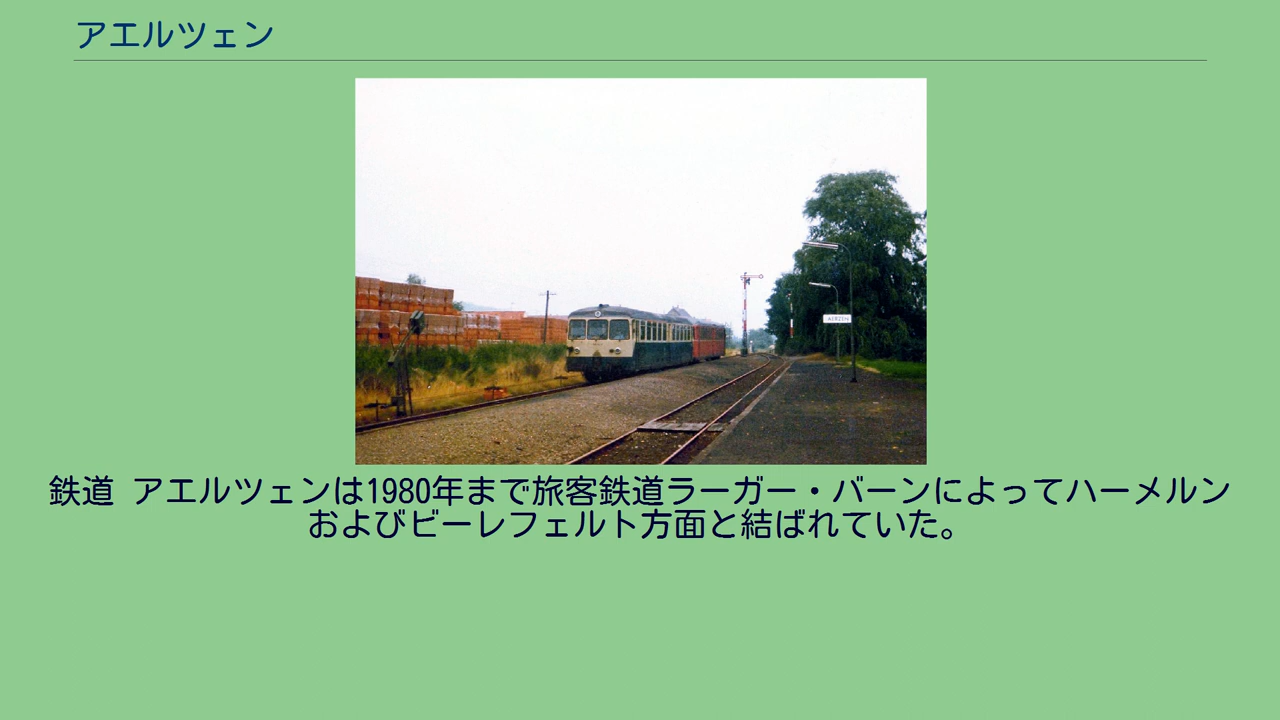 アエルツェン
AERZEN
鉄道 アエルツェンは1980年まで旅客鉄道ラーガー・バーンによってハーメルン
およびビーレフェルト方面と結ばれていた。